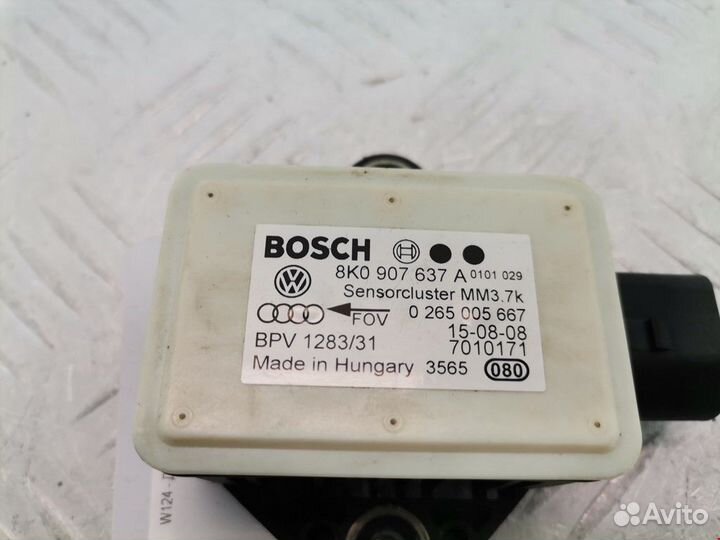 BOSCH
8K0 907 637 A 0101 029
Sensorcluster MM3.7k
FOV 0 265 005 667
BPV 1283/31 15-08-08
7010171
Made in Hungary 3565 080
W124 -
Avito